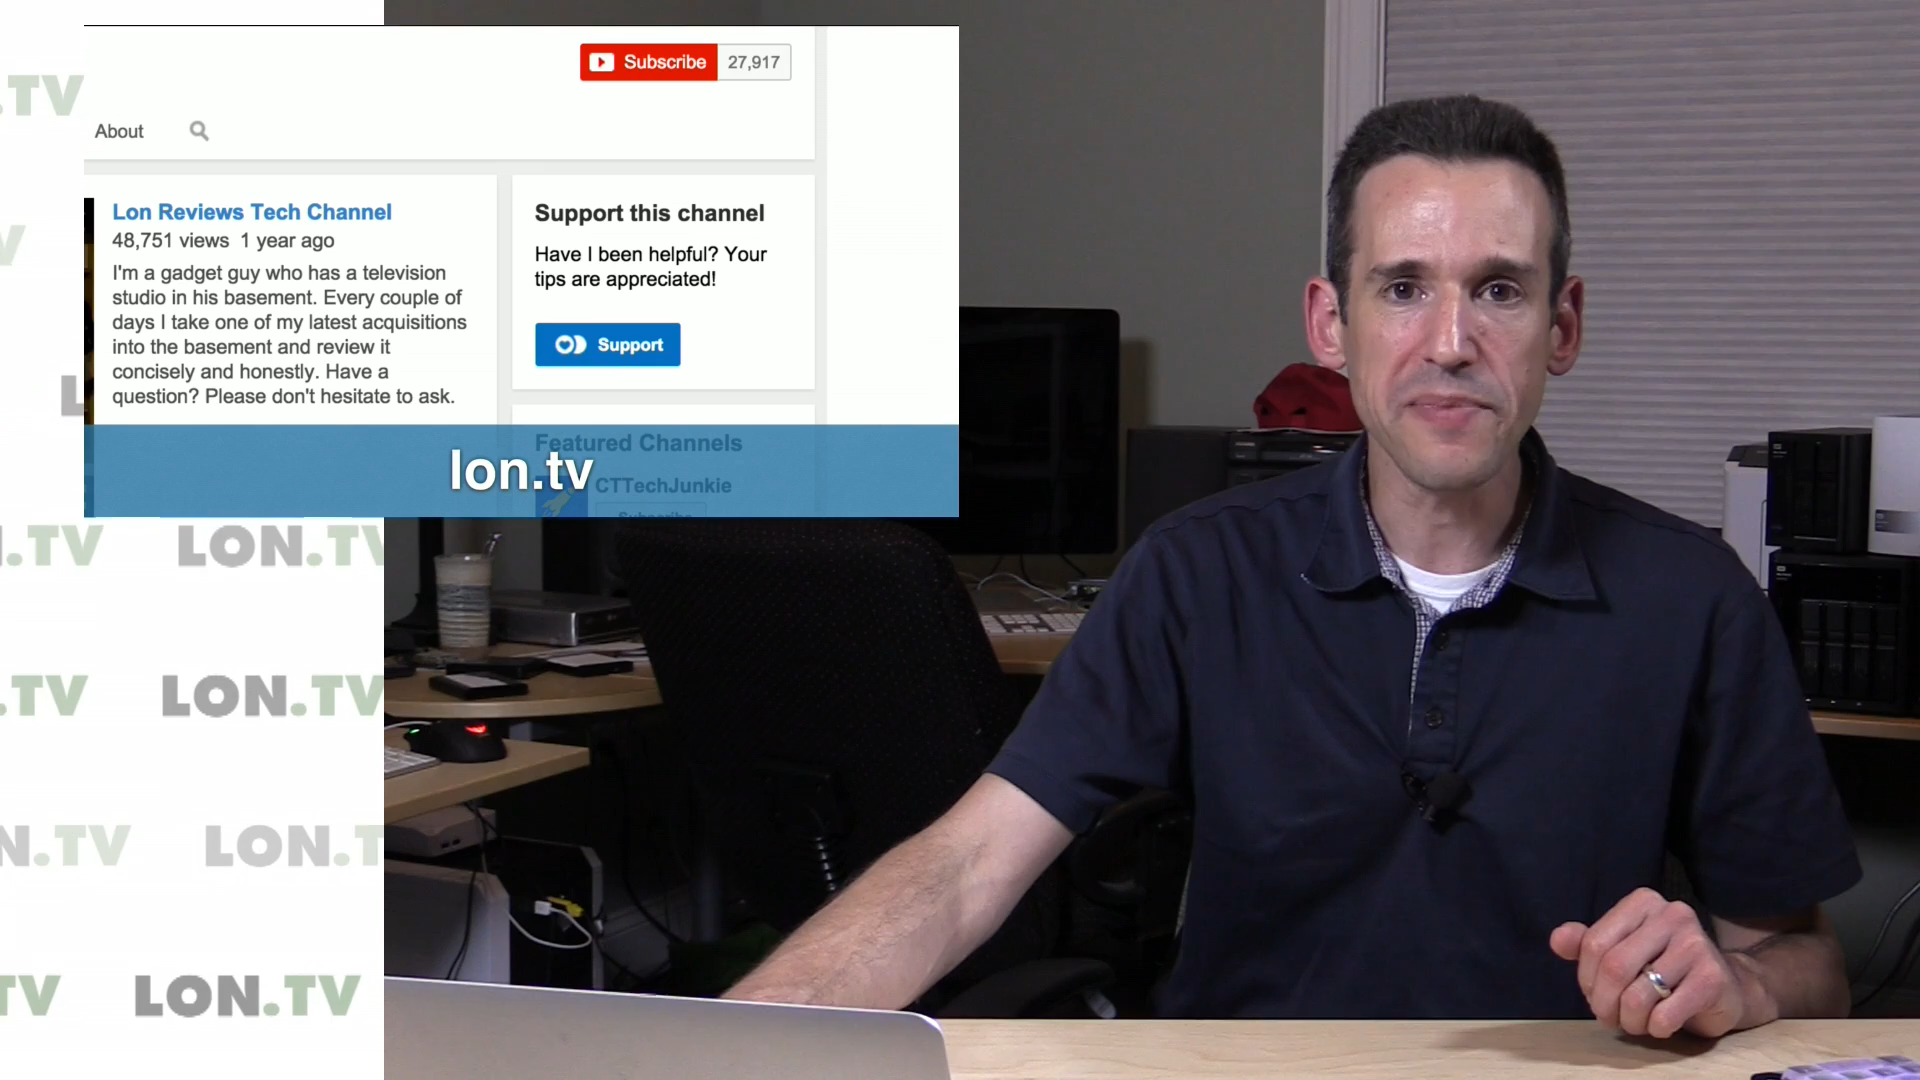 Subscribe 27,917
About
Lon Reviews Tech Channel
48,751 views 1 year ago
I'm a gadget guy who has a television
studio in his basement. Every couple of
days I take one of my latest acquisitions
into the basement and review it
concisely and honestly. Have a
question? Please don't hesitate to ask.
Support this channel
Have I been helpful? Your
tips are appreciated!
Support
Featured Channels
CTTechJunkie
Subscribe
lon.tv
.TV
V
L
.TV LON.TV
.TV LON.TV
N.TV LON.T
TV LON.TV